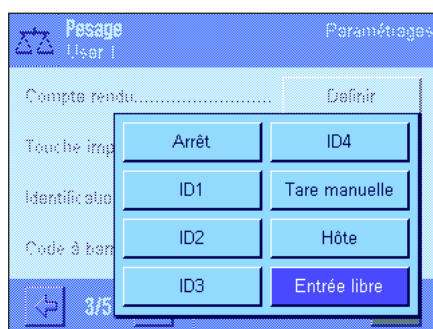 Pesage
User 1
Paramétrages
Compte rendu........................
Définir
Touche imp
Identificatio
Code à bar
Arrêt
ID4
ID1
Tare manuelle
ID2
Hôte
ID3
Entrée libre
3/5